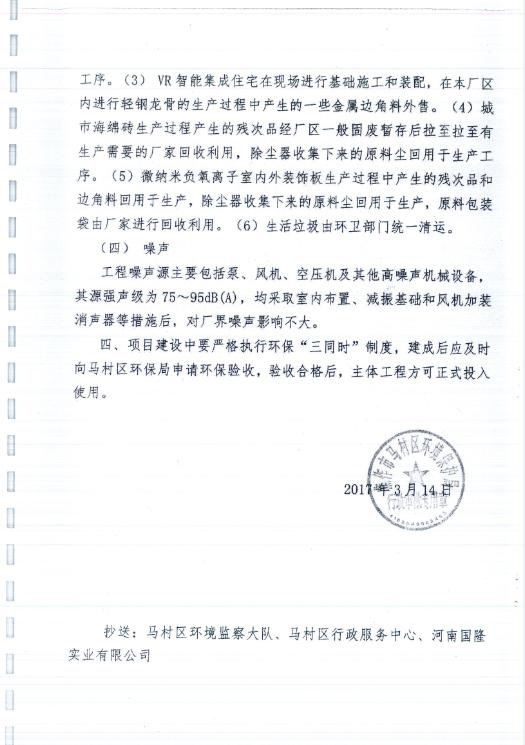 工序。（3） VR 智能集成住宅在现场进行基础施工和装配，在本厂区
内进行轻钢龙骨的生产过程中产生的一些金属边角料外售。（4）城
市海绵砖生产过程产生的残次品经厂区一般固废暂存后拉至拉至有
生产需要的厂家回收利用，除尘器收集下来的原料尘回用于生产工
序。（5）微纳米负氧离子室内外装饰板生产过程中产生的残次品和
边角料回用于生产，除尘器收集下来的原料尘回用于生产，原料包装
袋由厂家进行回收利用。（6）生活垃圾由环卫部门统一清运。
（四） 噪声
工程噪声源主要包括泵、风机、空压机及其他高噪声机械设备，
其源强声级为 75～95dB(A)，均采取室内布置、减振基础和风机加装
消声器等措施后，对厂界噪声影响不大。
四、项目建设中要严格执行环保“三同时”制度，建成后应及时
向马村区环保局申请环保验收，验收合格后，主体工程方可正式投入
使用。
焦作市马村区环境保护局
2017 年 3 月 14 日
抄送：马村区环境监察大队、马村区行政服务中心、河南国隆
实业有限公司